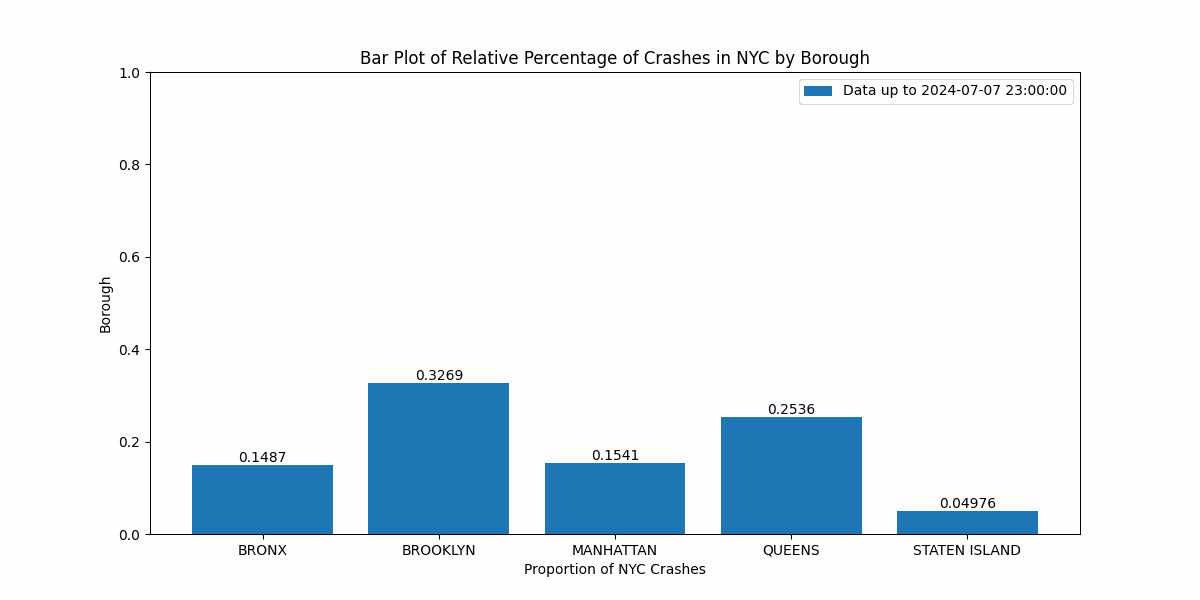 Bar Plot of Relative Percentage of Crashes in NYC by Borough
1.0
Data up to 2024-07-07 23:00:00
0.8
0.6
Borough
0.4
0.3269
0.2536
0.2
0.1487
0.1541
0.04976
0.0
BRONX BROOKLYN MANHATTAN QUEENS STATEN ISLAND
Proportion of NYC Crashes